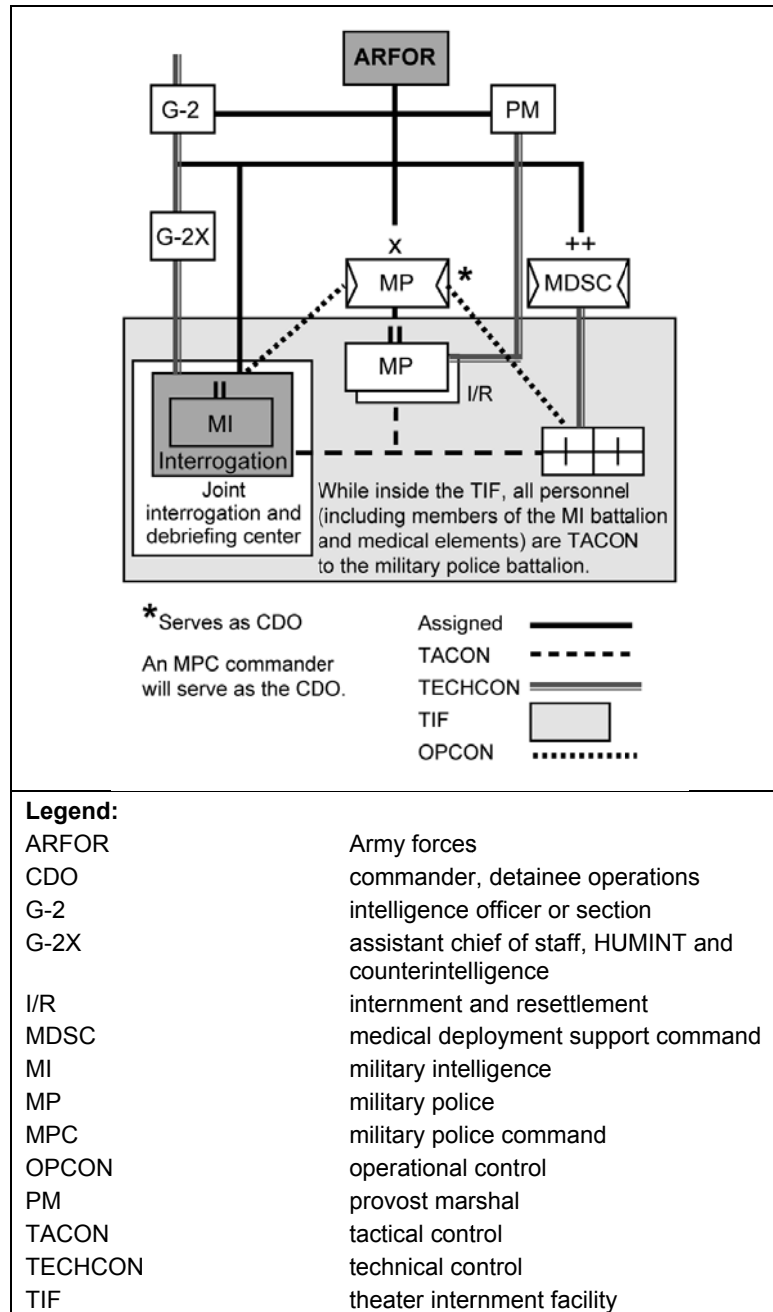 ARFOR
G-2
PM
G-2X
X
++
MP
*
MDSC
II
MP
I/R
II
MI
Interrogation
Joint
interrogation and
debriefing center
While inside the TIF, all personnel
(including members of the MI battalion
and medical elements) are TACON
to the military police battalion.
*Serves as CDO
An MPC commander
will serve as the CDO.
Assigned
TACON
TECHCON
TIF
OPCON
Legend:
ARFOR Army forces
CDO commander, detainee operations
G-2 intelligence officer or section
G-2X assistant chief of staff, HUMINT and
counterintelligence
I/R internment and resettlement
MDSC medical deployment support command
MI military intelligence
MP military police
MPC military police command
OPCON operational control
PM provost marshal
TACON tactical control
TECHCON technical control
TIF theater internment facility